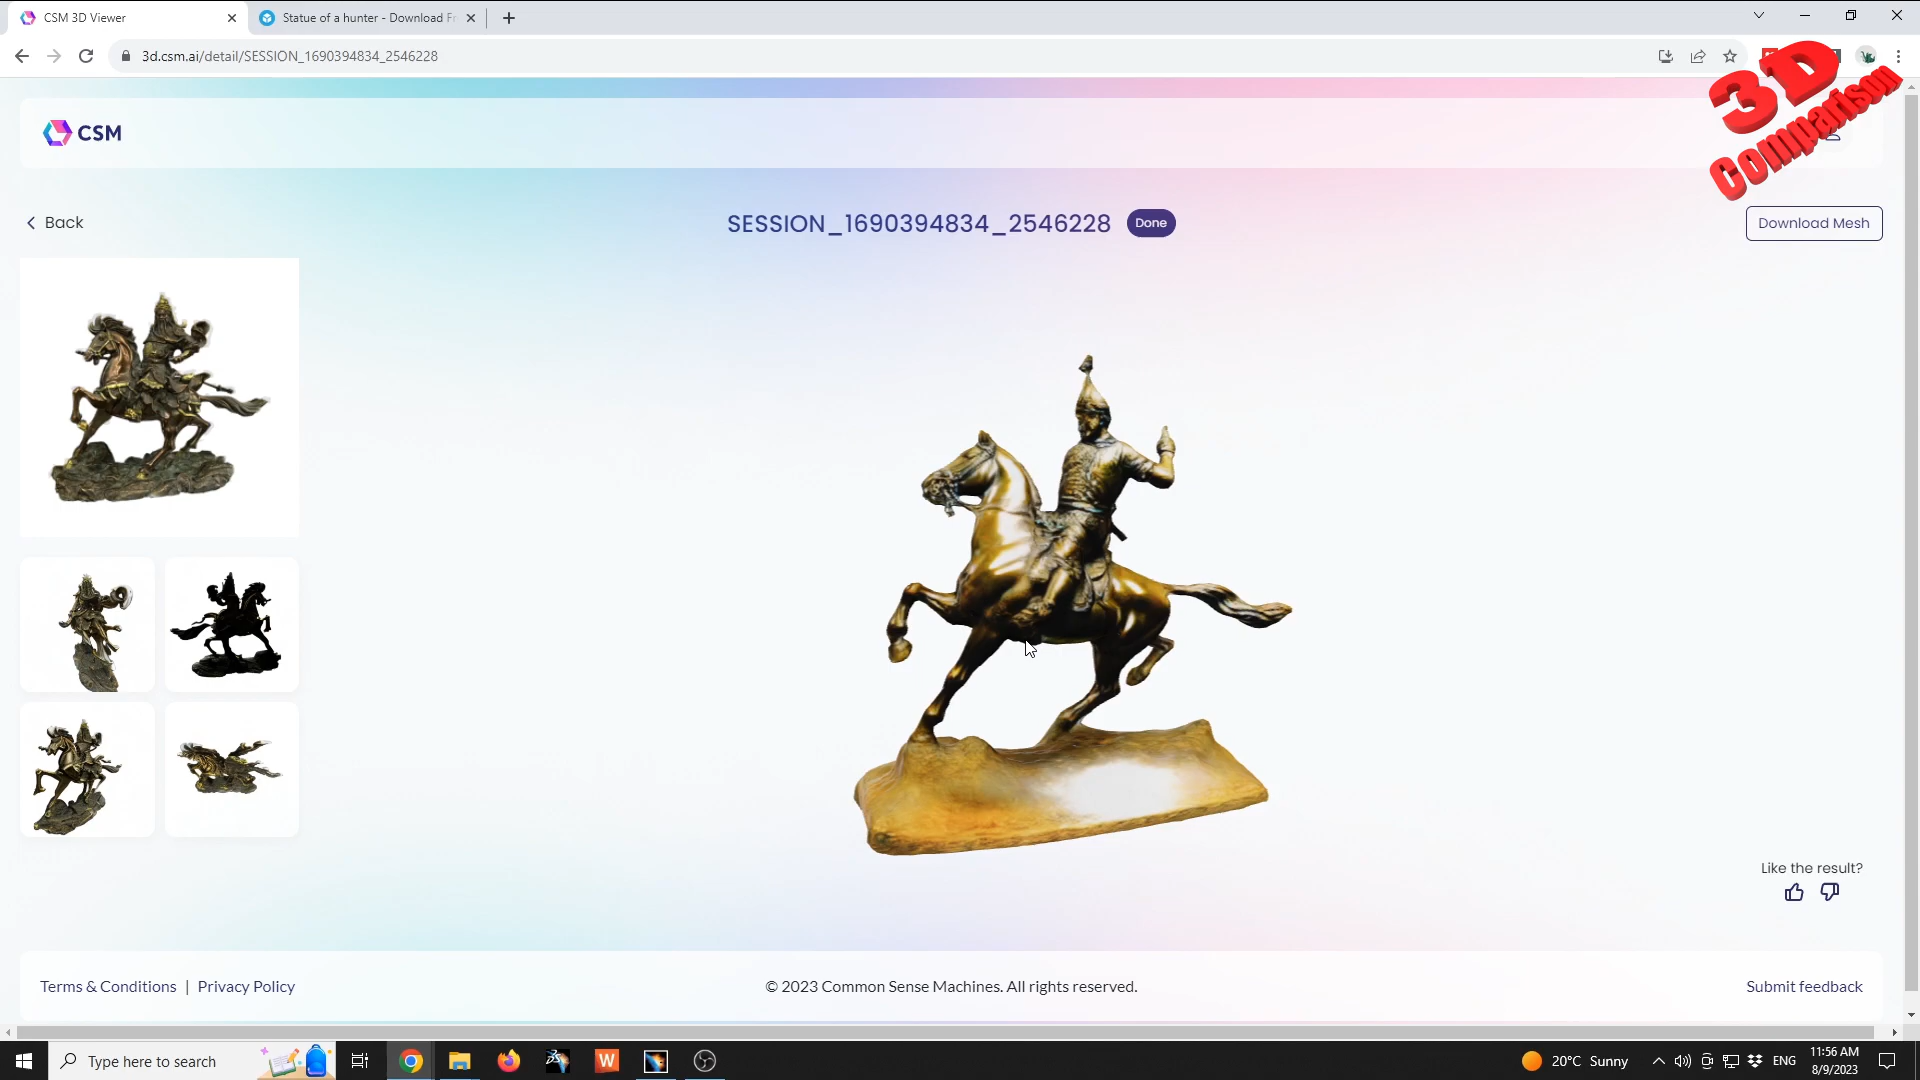 CSM 3D Viewer
Statue of a hunter - Download Fr
3d.csm.ai/detail/SESSION_1690394834_2546228
3D
Comparison
CSM
Back
SESSION_1690394834_2546228
Done
Download Mesh
Like the result?
Terms & Conditions | Privacy Policy
© 2023 Common Sense Machines. All rights reserved.
Submit feedback
Type here to search
W
20°C Sunny
ENG
11:56 AM
8/9/2023